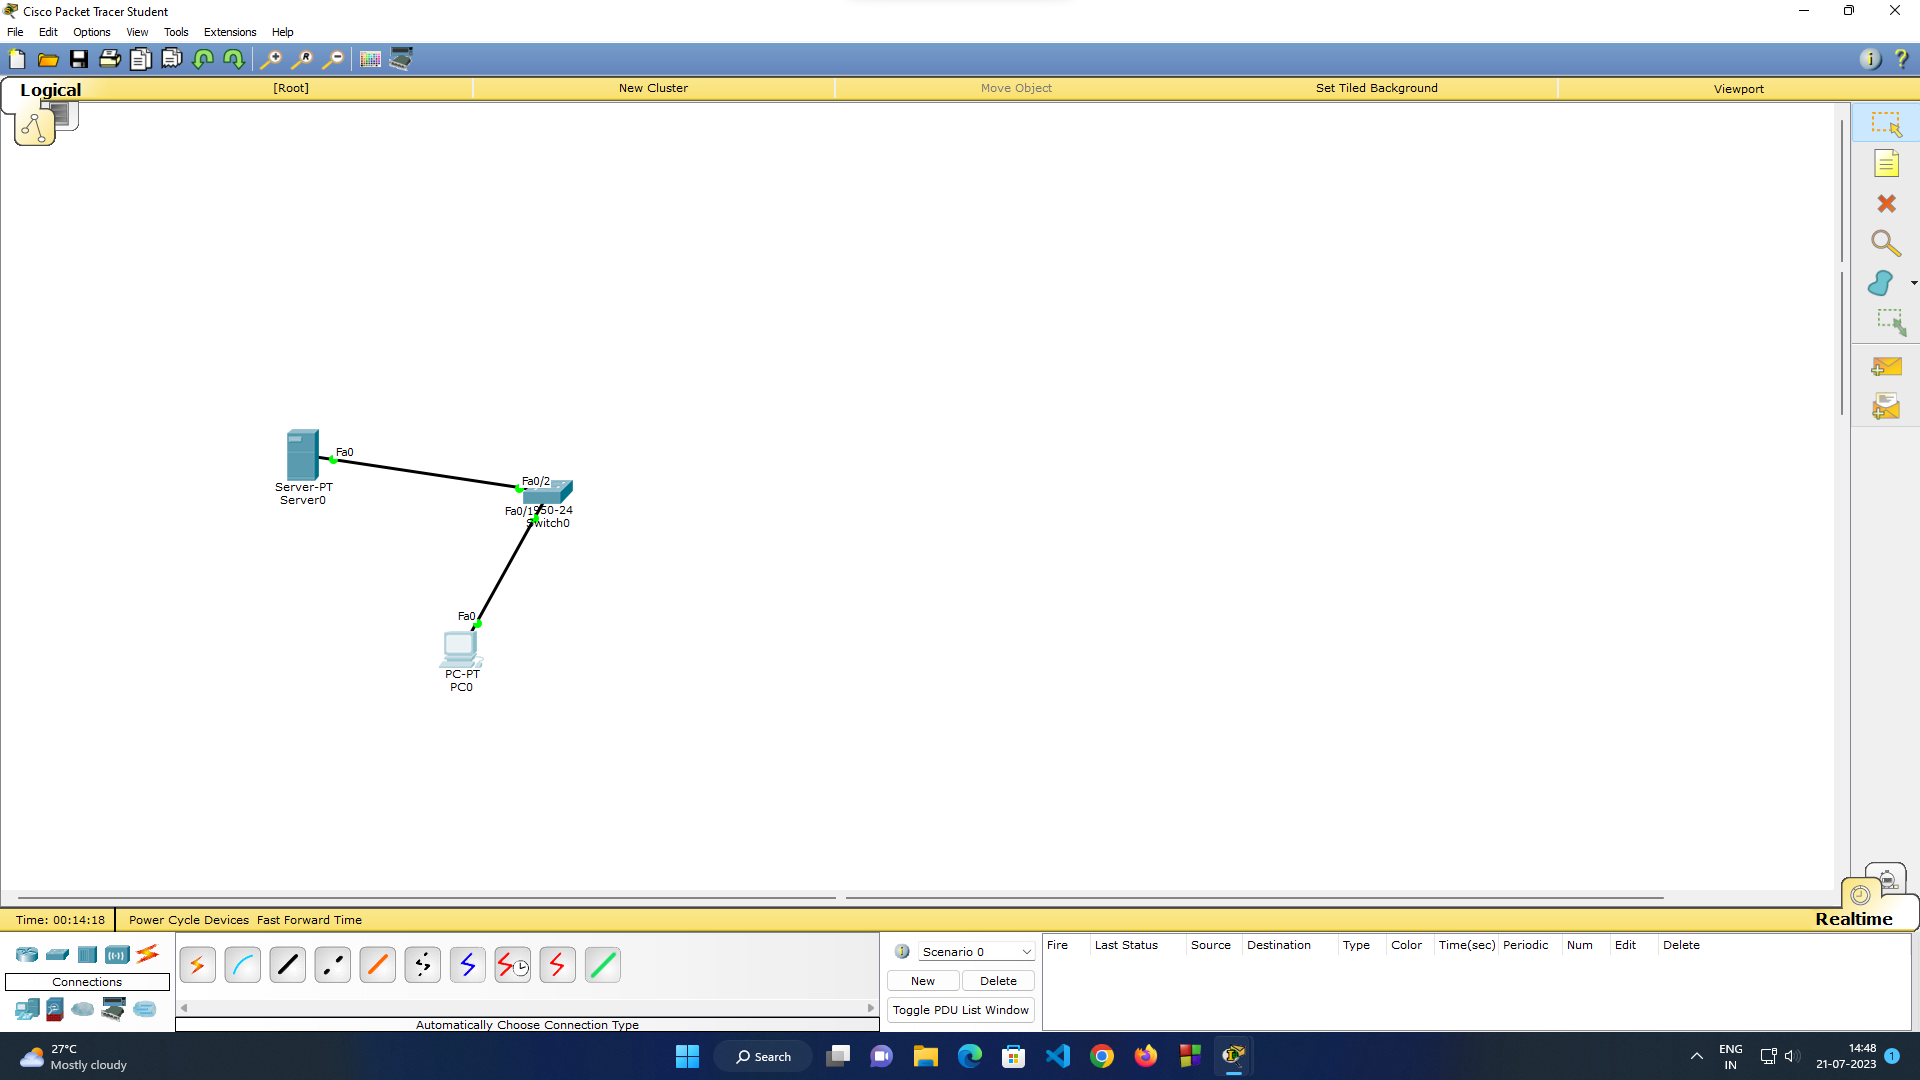 Cisco Packet Tracer Student
File Edit Options View Tools Extensions Help
Logical [Root] New Cluster Move Object Set Tiled Background Viewport
Fa0
Server-PT
Server0
Fa0/2
Fa0/1 950-24
Switch0
Fa0
PC-PT
PC0
Time: 00:14:18 Power Cycle Devices Fast Forward Time Realtime
Connections
Automatically Choose Connection Type
Scenario 0
New Delete
Toggle PDU List Window
Fire Last Status Source Destination Type Color Time(sec) Periodic Num Edit Delete
27°C
Mostly cloudy
Search
ENG
IN
14:48
21-07-2023
1